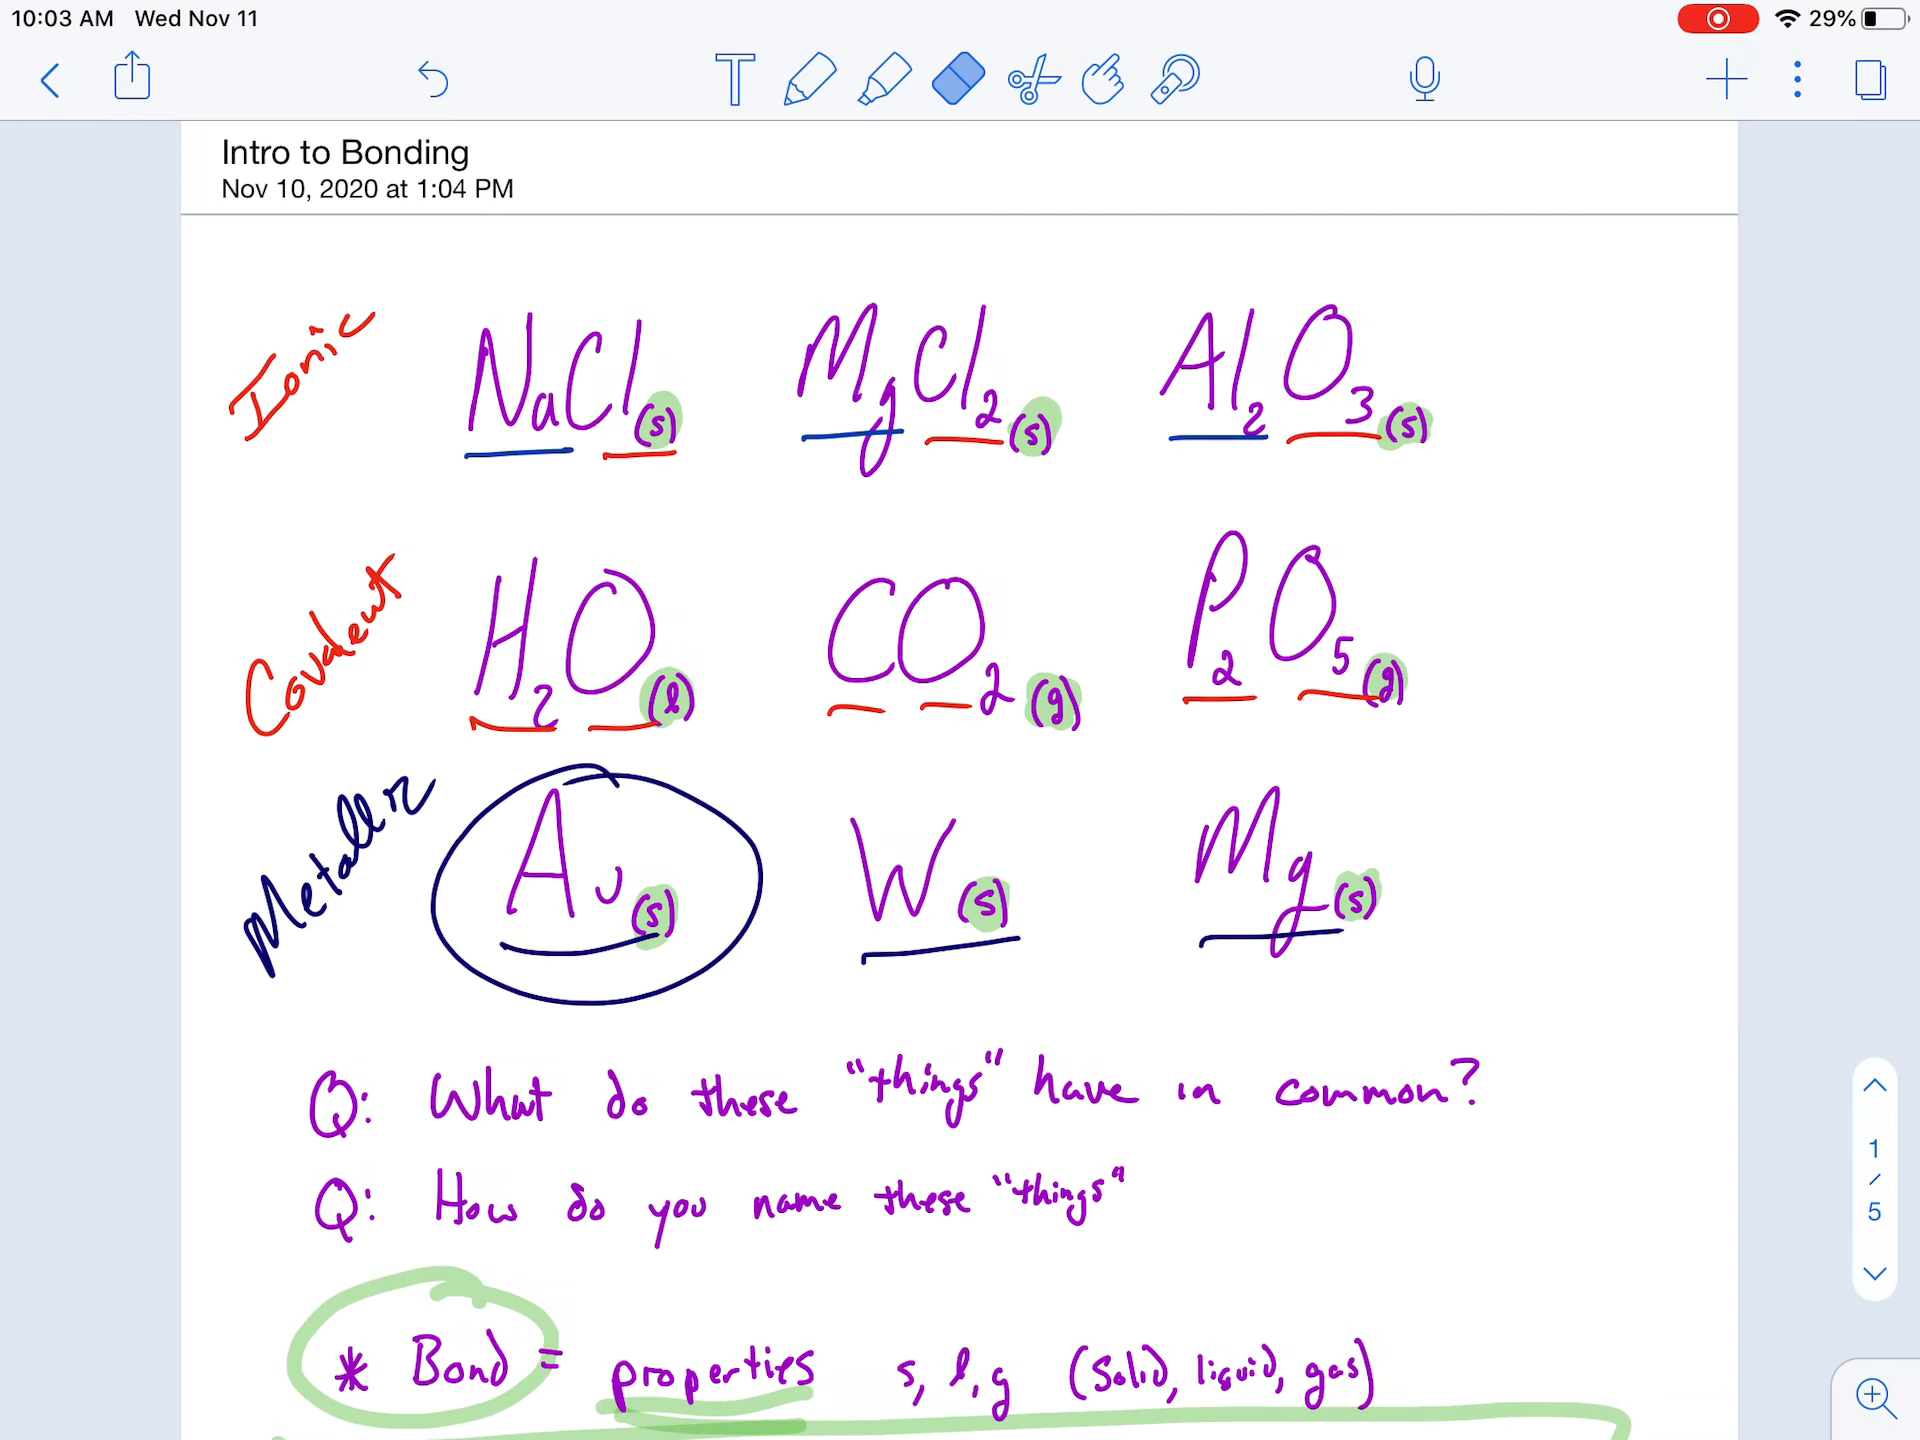 10:03 AM Wed Nov 11 29%
T
Intro to Bonding
Nov 10, 2020 at 1:04 PM
Ionic NaCl(s) MgCl₂(s) Al₂O₃(s)
Covalent H₂O(l) CO₂(g) P₂O₅(g)
Metallic Au(s) W(s) Mg(s)
Q: What do these "things" have in common?
Q: How do you name these "things"
* Bond = properties s, l, g (Solid, liquid, gas)
1
/
5